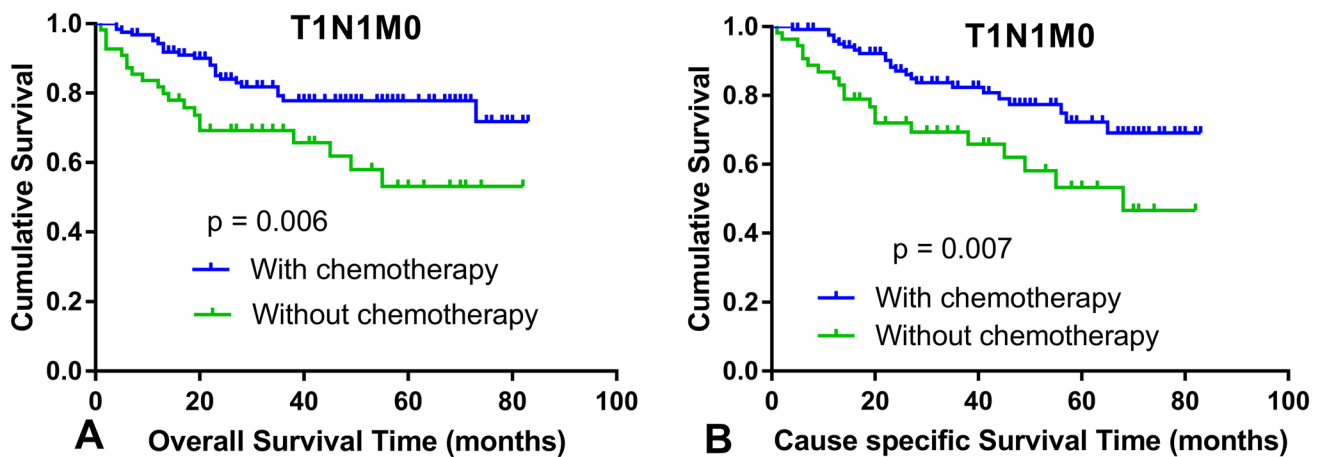 T1N1M0
Cumulative Survival
1.0
0.8
0.6
0.4
0.2
0.0
p = 0.006
With chemotherapy
Without chemotherapy
0 20 40 60 80 100
A Overall Survival Time (months)
T1N1M0
Cumulative Survival
1.0
0.8
0.6
0.4
0.2
0.0
p = 0.007
With chemotherapy
Without chemotherapy
0 20 40 60 80 100
B Cause specific Survival Time (months)